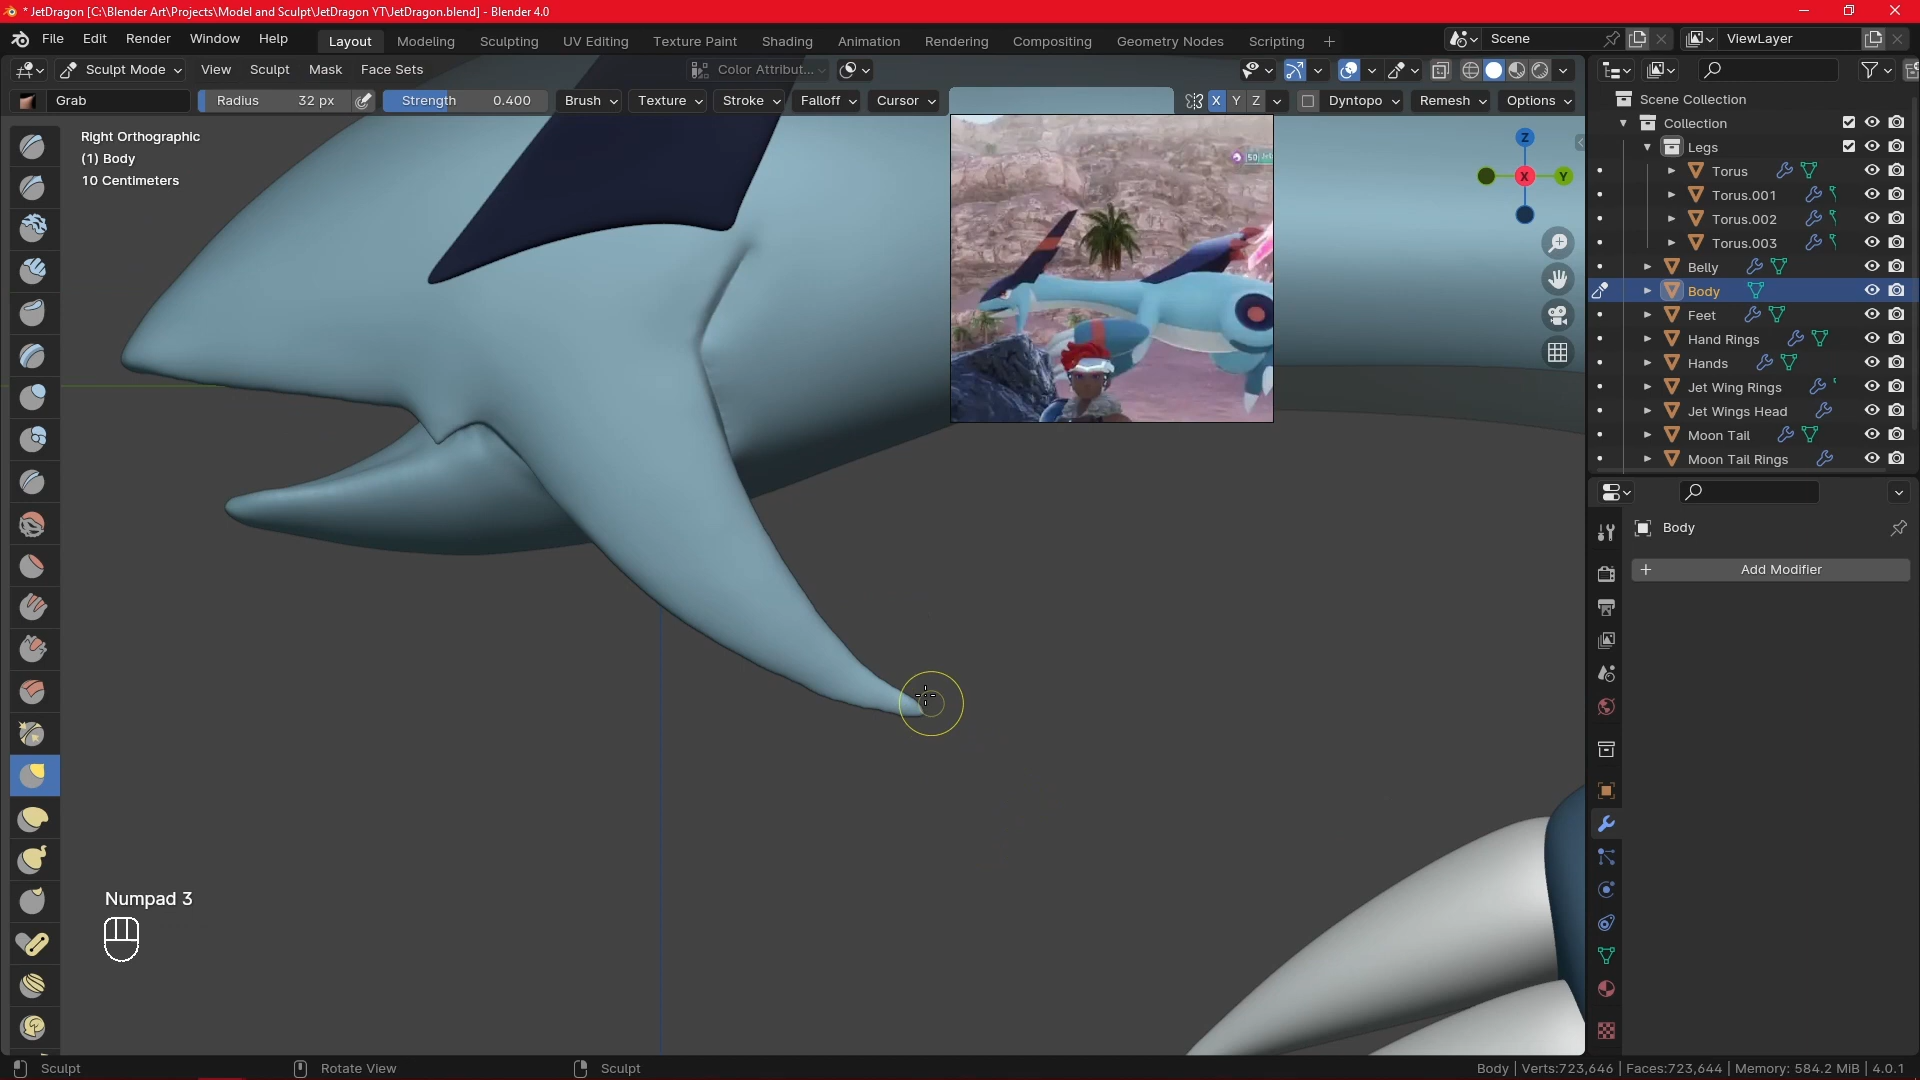 * JetDragon [C:\Blender Art\Projects\Model and Sculpt\JetDragon YT\JetDragon.blend] - Blender 4.0
File Edit Render Window Help Layout Modeling Sculpting UV Editing Texture Paint Shading Animation Rendering Compositing Geometry Nodes Scripting + Scene ViewLayer
Sculpt Mode View Sculpt Mask Face Sets Color Attribut...
Grab Radius 32 px Strength 0.400 Brush Texture Stroke Falloff Cursor X Y Z Dyntopo Remesh Options
Right Orthographic
(1) Body
10 Centimeters
50
Z
X
Y
Scene Collection
Collection
Legs
Torus
Torus.001
Torus.002
Torus.003
Belly
Body
Feet
Hand Rings
Hands
Jet Wing Rings
Jet Wings Head
Moon Tail
Moon Tail Rings
Body
+ Add Modifier
Numpad 3
Sculpt Rotate View Sculpt Body | Verts:723,646 | Faces:723,644 | Memory: 584.2 MiB | 4.0.1